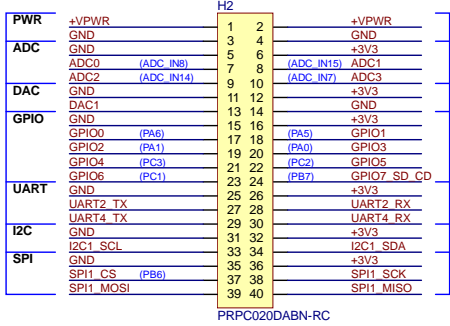 H2
PWR +VPWR 1 2 +VPWR
GND 3 4 GND
ADC GND 5 6 +3V3
ADC0 (ADC_IN8) 7 8 (ADC_IN15) ADC1
ADC2 (ADC_IN14) 9 10 (ADC_IN7) ADC3
DAC GND 11 12 +3V3
DAC1 13 14 GND
GPIO GND 15 16 +3V3
GPIO0 (PA6) 17 18 (PA5) GPIO1
GPIO2 (PA1) 19 20 (PA0) GPIO3
GPIO4 (PC3) 21 22 (PC2) GPIO5
GPIO6 (PC1) 23 24 (PB7) GPIO7_SD_CD
UART GND 25 26 +3V3
UART2_TX 27 28 UART2_RX
UART4_TX 29 30 UART4_RX
I2C GND 31 32 +3V3
I2C1_SCL 33 34 I2C1_SDA
SPI GND 35 36 +3V3
SPI1_CS (PB6) 37 38 SPI1_SCK
SPI1_MOSI 39 40 SPI1_MISO
PRPC020DABN-RC